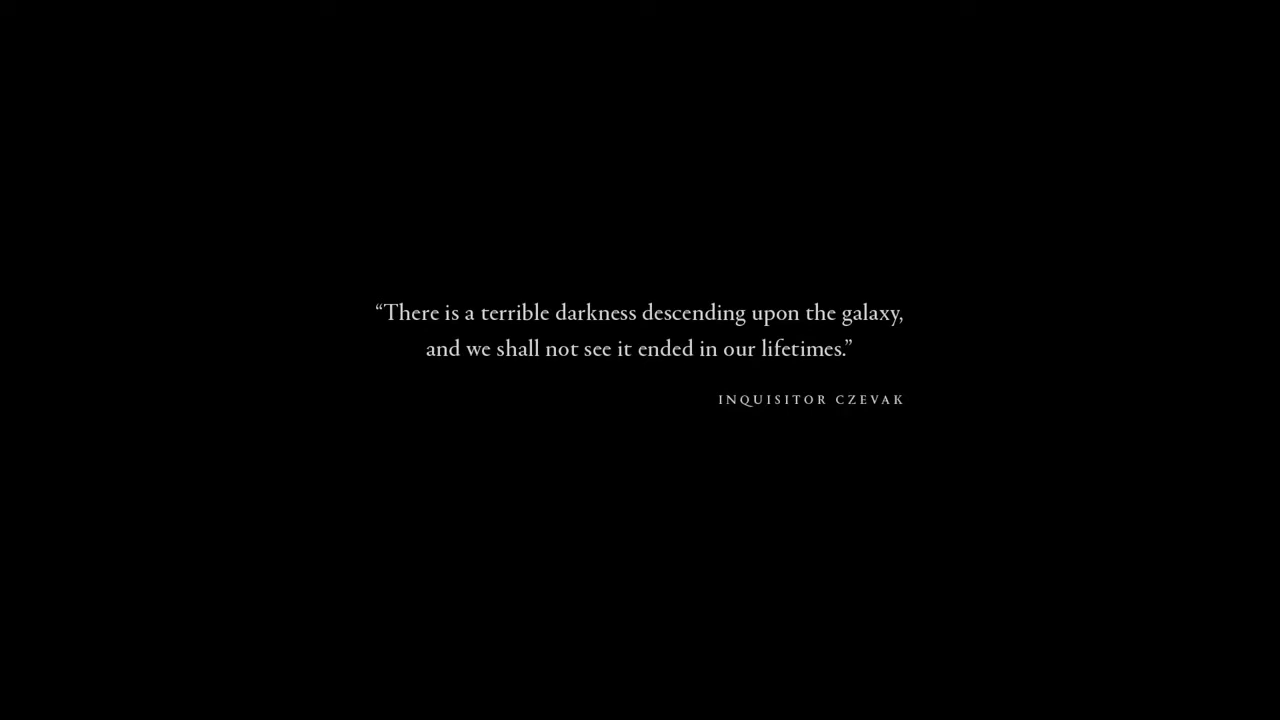 “There is a terrible darkness descending upon the galaxy,
and we shall not see it ended in our lifetimes.”
INQUISITOR CZEVAK